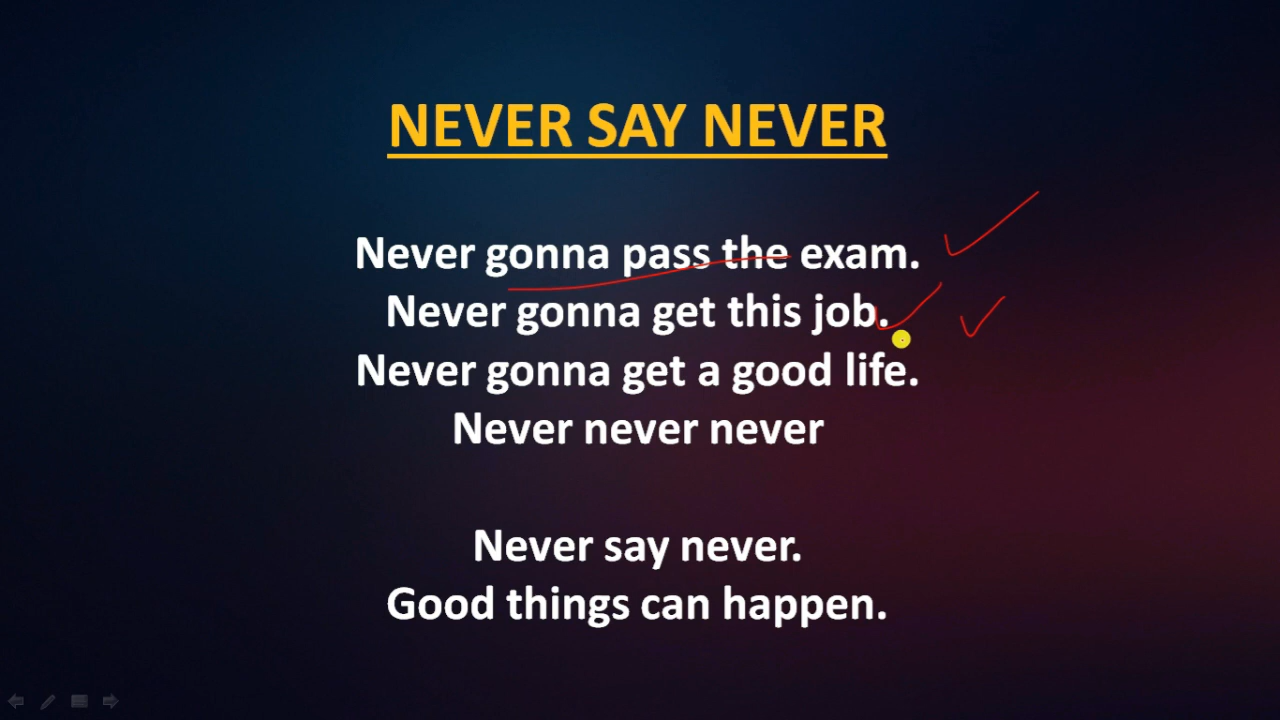 NEVER SAY NEVER
Never gonna pass the exam.
Never gonna get this job.
Never gonna get a good life.
Never never never
Never say never.
Good things can happen.